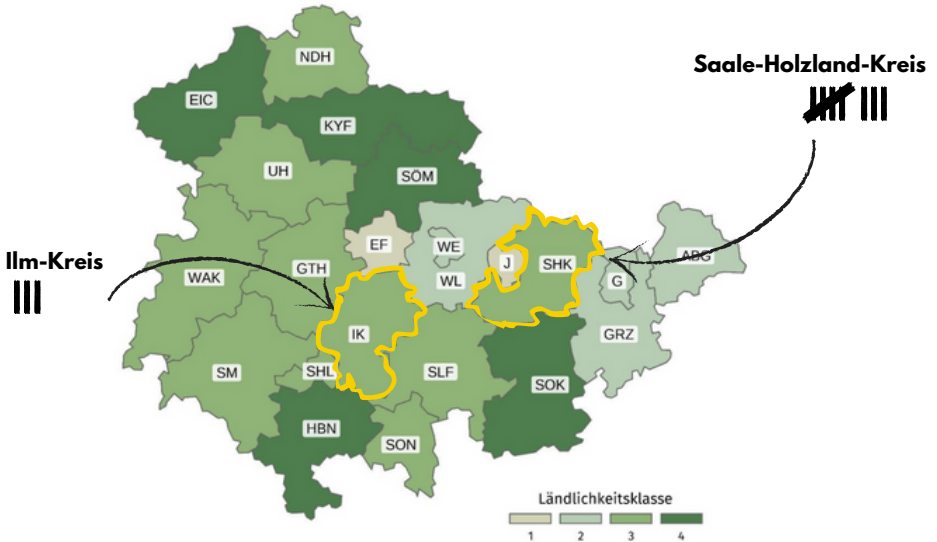 Saale-Holzland-Kreis
Ilm-Kreis
NDH
EIC
KYF
UH
SÖM
EF
WE
J
SHK
ABG
WAK
GTH
WL
G
IK
GRZ
SM
SHL
SLF
SOK
HBN
SON
Ländlichkeitsklasse
1 2 3 4